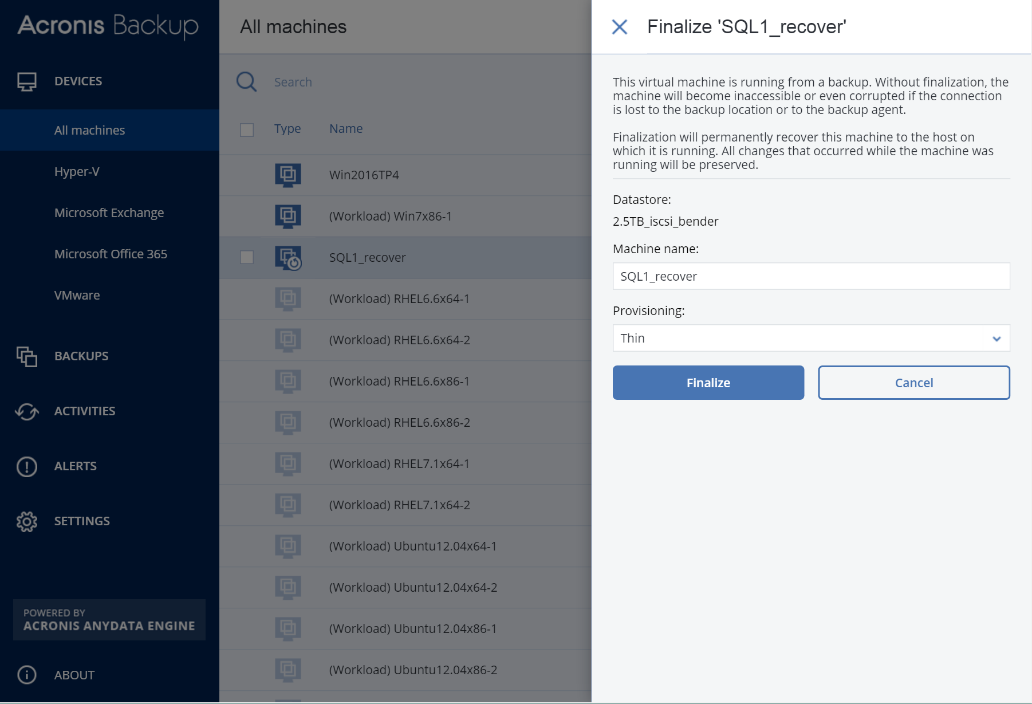 Acronis Backup
DEVICES
All machines
Hyper-V
Microsoft Exchange
Microsoft Office 365
VMware
BACKUPS
ACTIVITIES
ALERTS
SETTINGS
POWERED BY
ACRONIS ANYDATA ENGINE
ABOUT
All machines
Search
Type Name
Win2016TP4
(Workload) Win7x86-1
SQL1_recover
(Workload) RHEL6.6x64-1
(Workload) RHEL6.6x64-2
(Workload) RHEL6.6x86-1
(Workload) RHEL6.6x86-2
(Workload) RHEL7.1x64-1
(Workload) RHEL7.1x64-2
(Workload) Ubuntu12.04x64-1
(Workload) Ubuntu12.04x64-2
(Workload) Ubuntu12.04x86-1
(Workload) Ubuntu12.04x86-2
Finalize 'SQL1_recover'
This virtual machine is running from a backup. Without finalization, the
machine will become inaccessible or even corrupted if the connection
is lost to the backup location or to the backup agent.
Finalization will permanently recover this machine to the host on
which it is running. All changes that occurred while the machine was
running will be preserved.
Datastore:
2.5TB_iscsi_bender
Machine name:
SQL1_recover
Provisioning:
Thin
Finalize Cancel